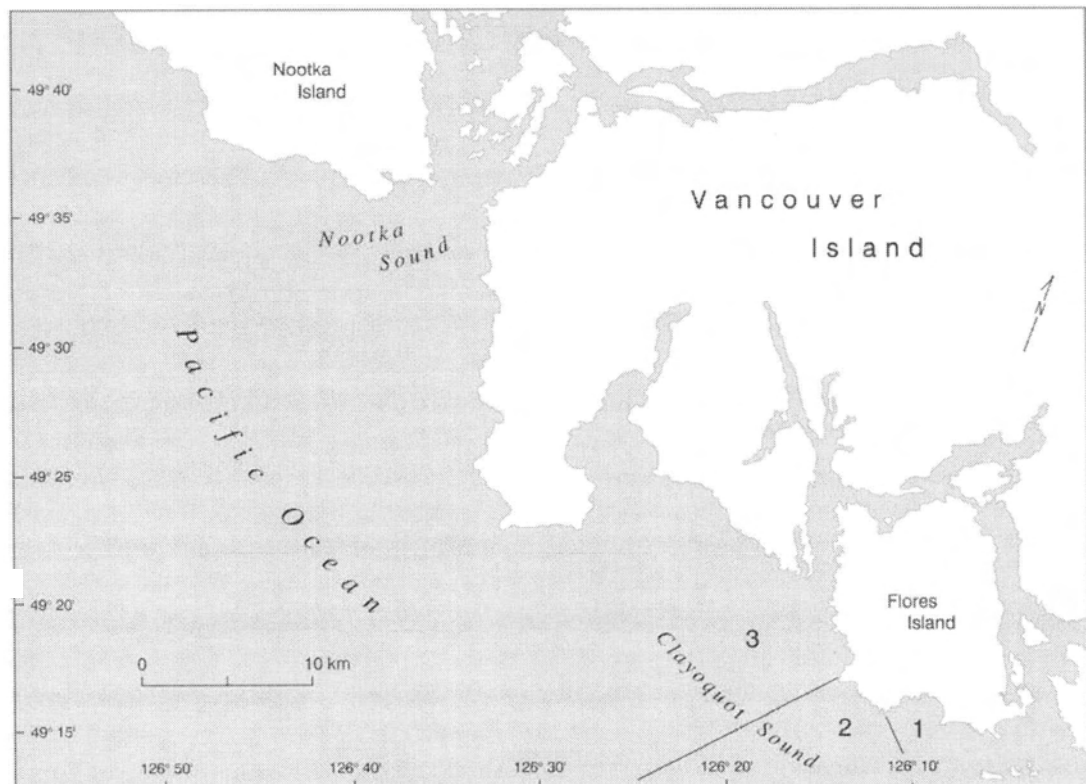 Nootka
Island
49° 40'
Vancouver
Island
49° 35'
Nootka
Sound
N
49° 30'
Pacific
Ocean
49° 25'
49° 20'
Flores
Island
0 10 km
3
Clayoquot Sound
49° 15'
2
1
126° 50'
126° 40'
126° 30'
126° 20'
126° 10'